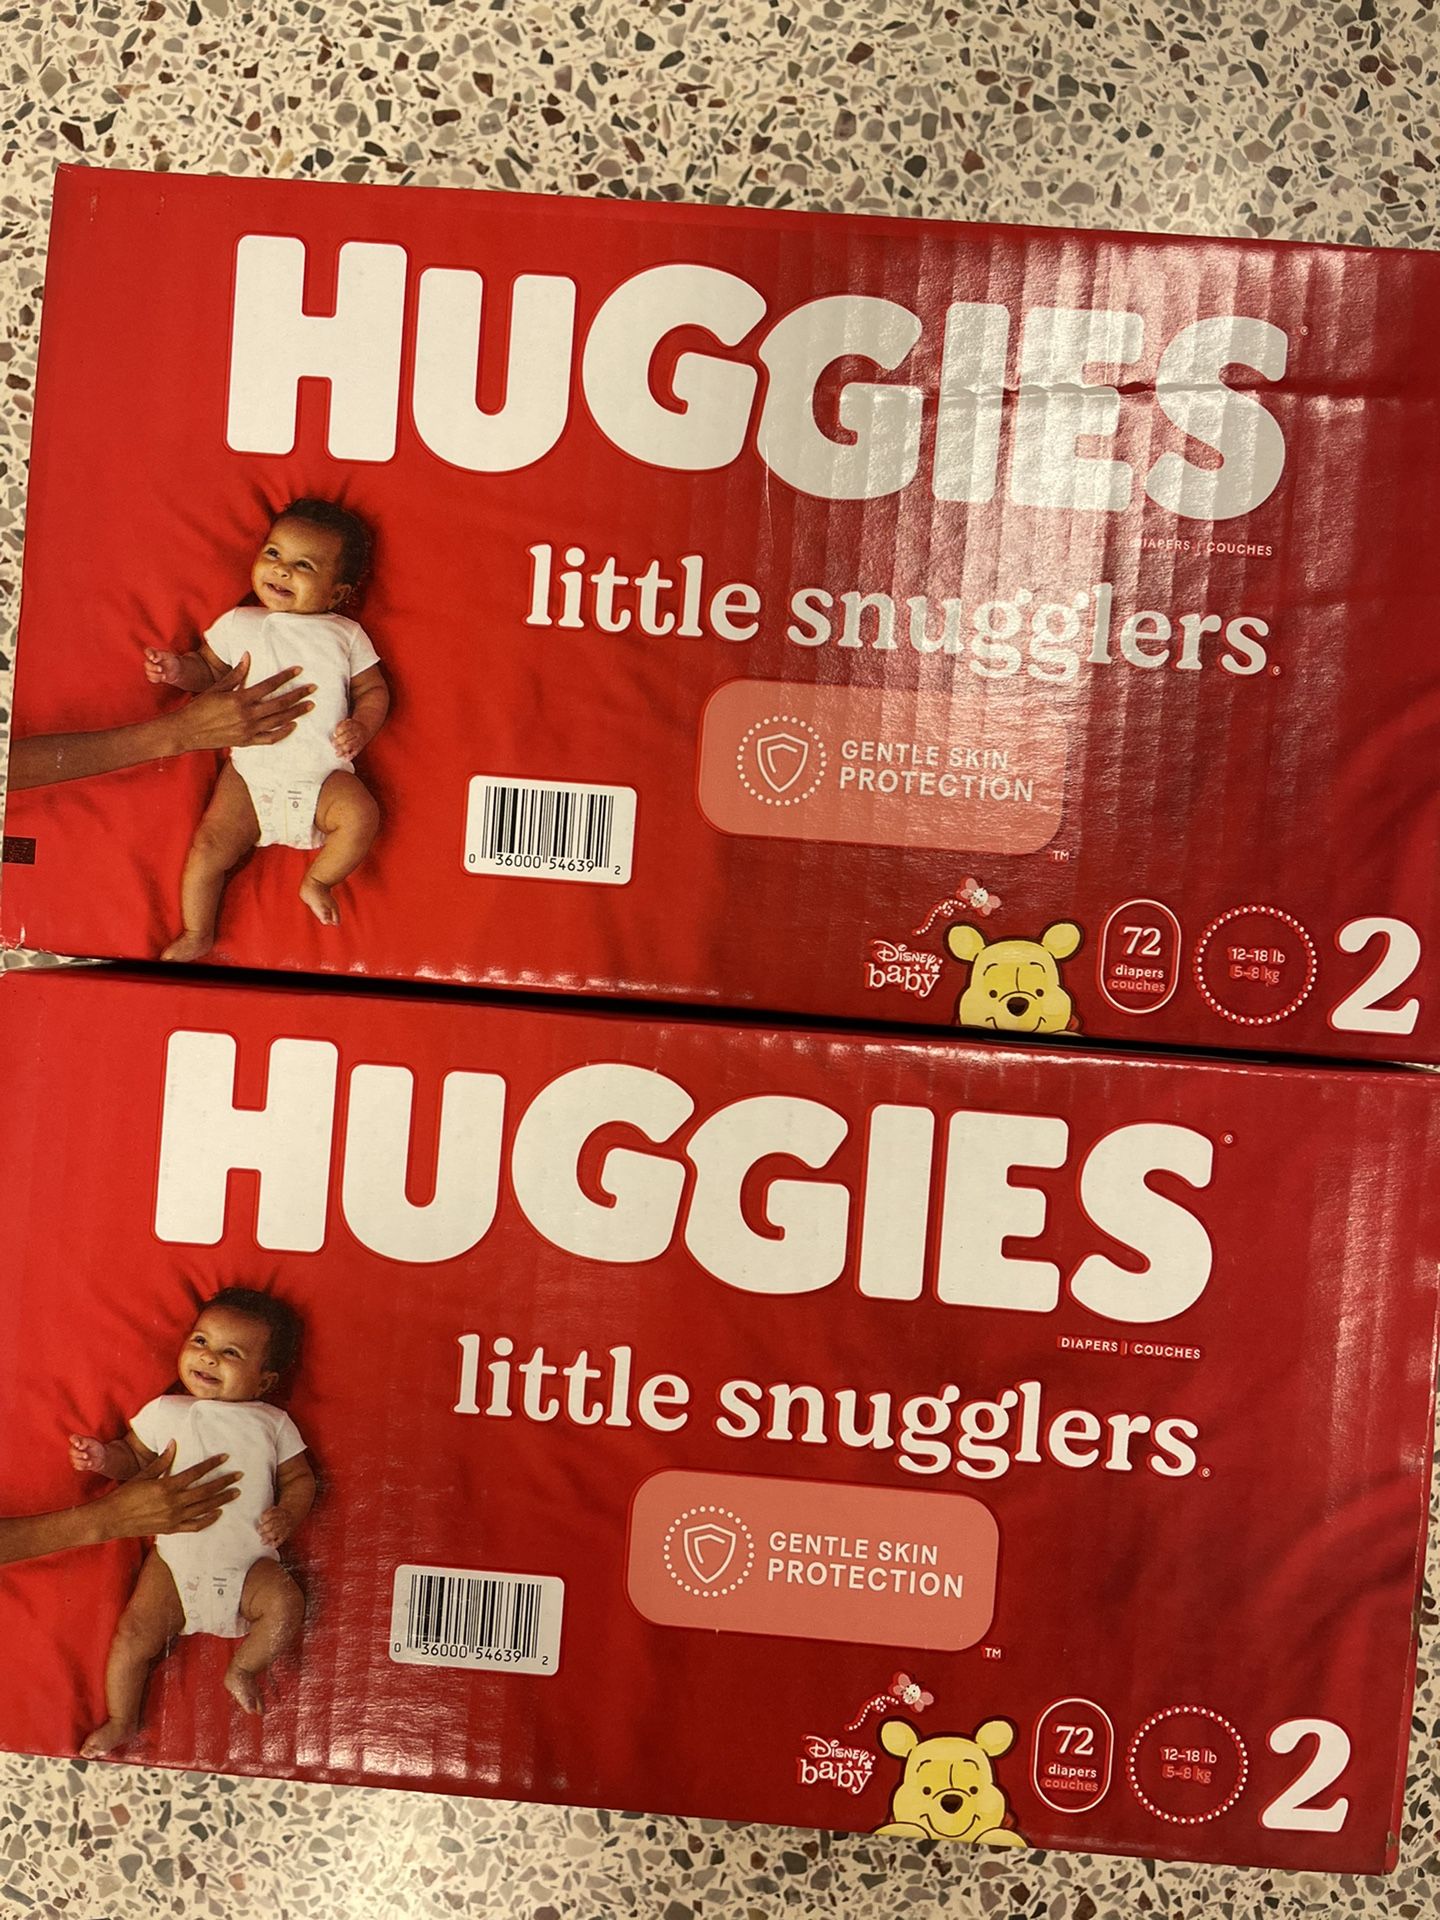 HUGGIES®
DIAPERS | COUCHES
little snugglers®
GENTLE SKIN
PROTECTION
™
0 36000 54639 2
Disney
baby
72
diapers
couches
12-18 lb
5-8 kg
2
HUGGIES®
DIAPERS | COUCHES
little snugglers®
GENTLE SKIN
PROTECTION
™
0 36000 54639 2
Disney
baby
72
diapers
couches
12-18 lb
5-8 kg
2